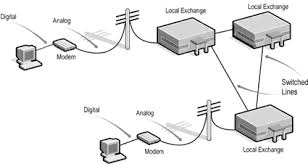 Digital
Analog
Modem
Local Exchange
Local Exchange
Switched
Lines
Digital
Analog
Modem
Local Exchange